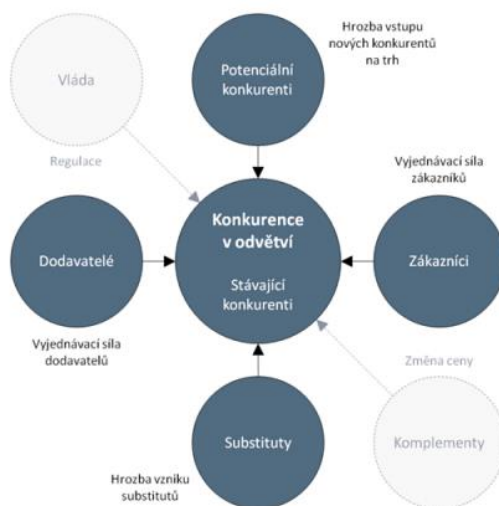 Hrozba vstupu
nových konkurentů
na trh
Potenciální
konkurenti
Vláda
Regulace
Vyjednávací síla
zákazníků
Konkurence
v odvětví
Stávající
konkurenti
Dodavatelé
Zákazníci
Vyjednávací síla
dodavatelů
Změna ceny
Substituty
Komplementy
Hrozba vzniku
substitutů